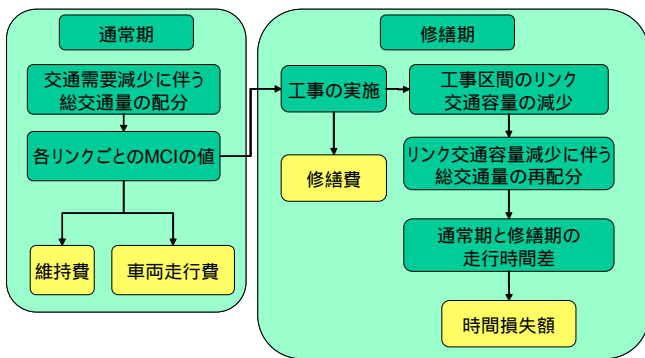 通常期
交通需要減少に伴う
総交通量の配分
各リンクごとのMCIの値
維持費
車両走行費
修繕期
工事の実施
修繕費
工事区間のリンク
交通容量の減少
リンク交通容量減少に伴う
総交通量の再配分
通常期と修繕期の
走行時間差
時間損失額